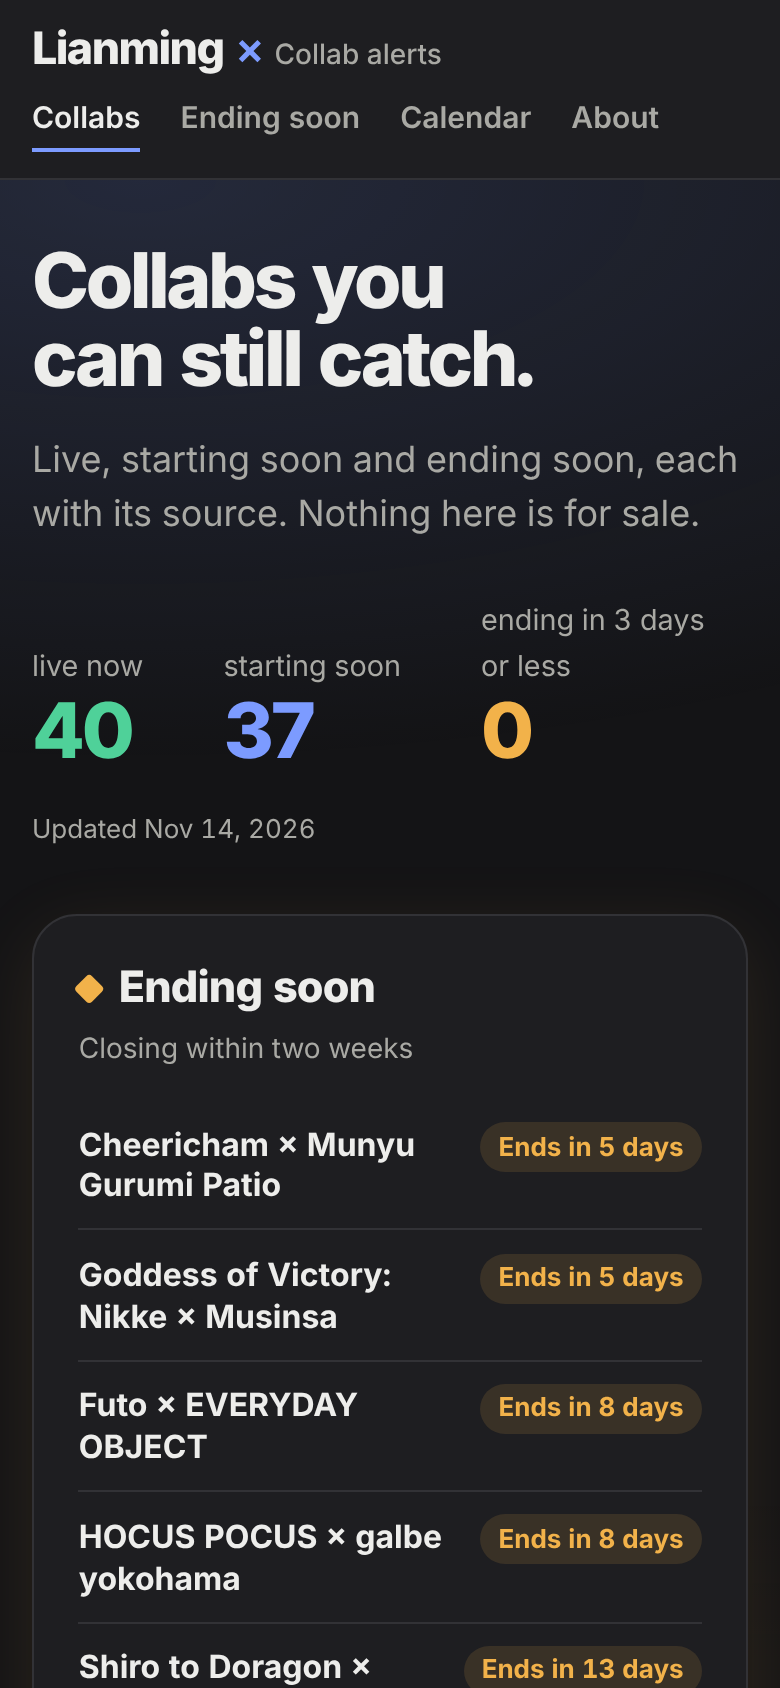 Lianming × Collab alerts
Collabs Ending soon Calendar About
Collabs you
can still catch.
Live, starting soon and ending soon, each
with its source. Nothing here is for sale.
live now
40
starting soon
37
ending in 3 days
or less
0
Updated Nov 14, 2026
Ending soon
Closing within two weeks
Cheericham × Munyu
Gurumi Patio
Ends in 5 days
Goddess of Victory:
Nikke × Musinsa
Ends in 5 days
Futo × EVERYDAY
OBJECT
Ends in 8 days
HOCUS POCUS × galbe
yokohama
Ends in 8 days
Shiro to Doragon ×
Ends in 13 days